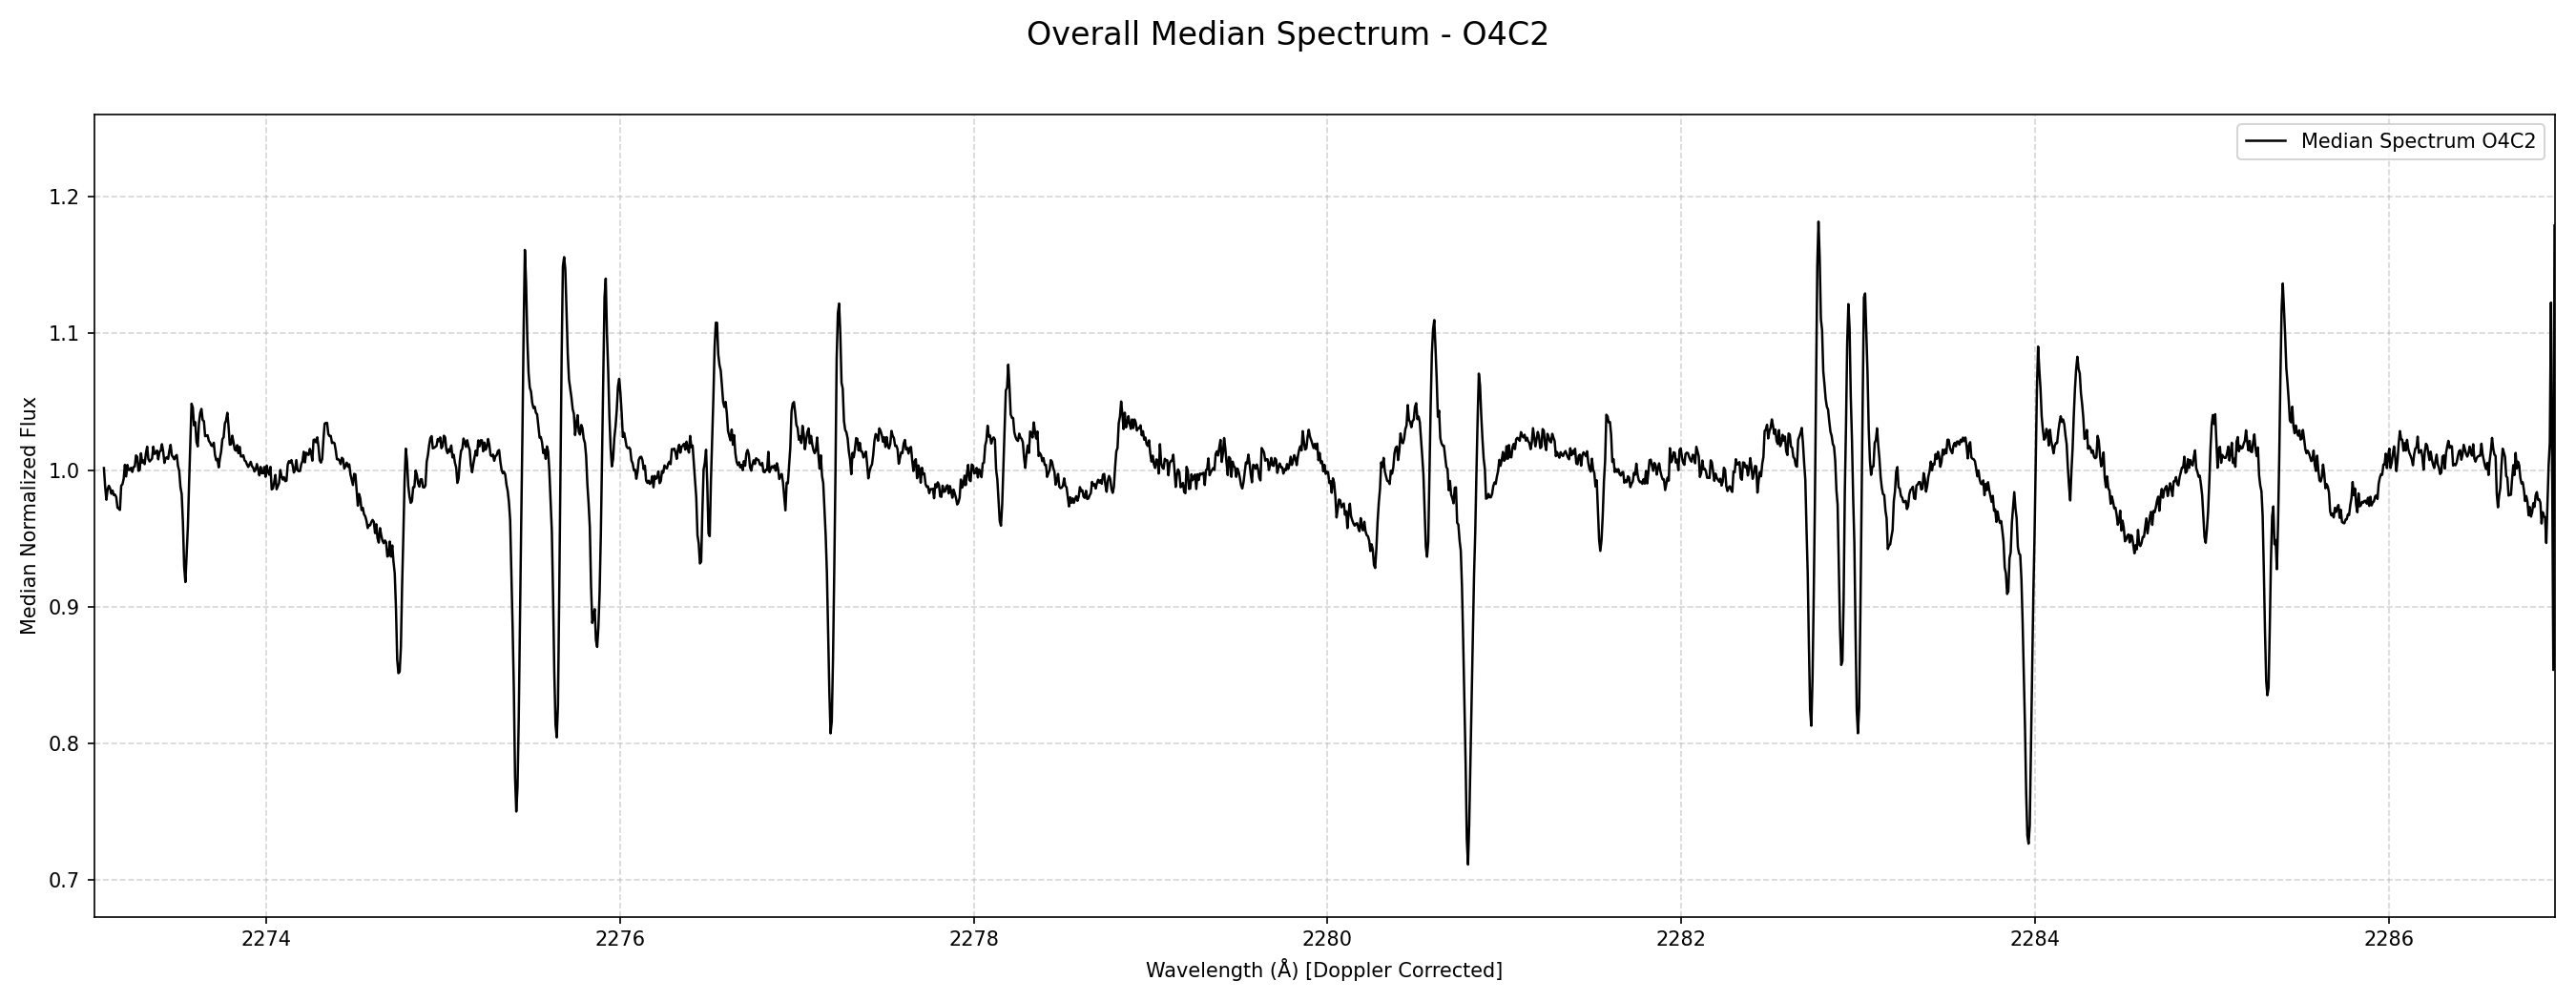 Overall Median Spectrum - O4C2
Median Spectrum O4C2
Median Normalized Flux
1.2
1.1
1.0
0.9
0.8
0.7
2274 2276 2278 2280 2282 2284 2286
Wavelength (Å) [Doppler Corrected]